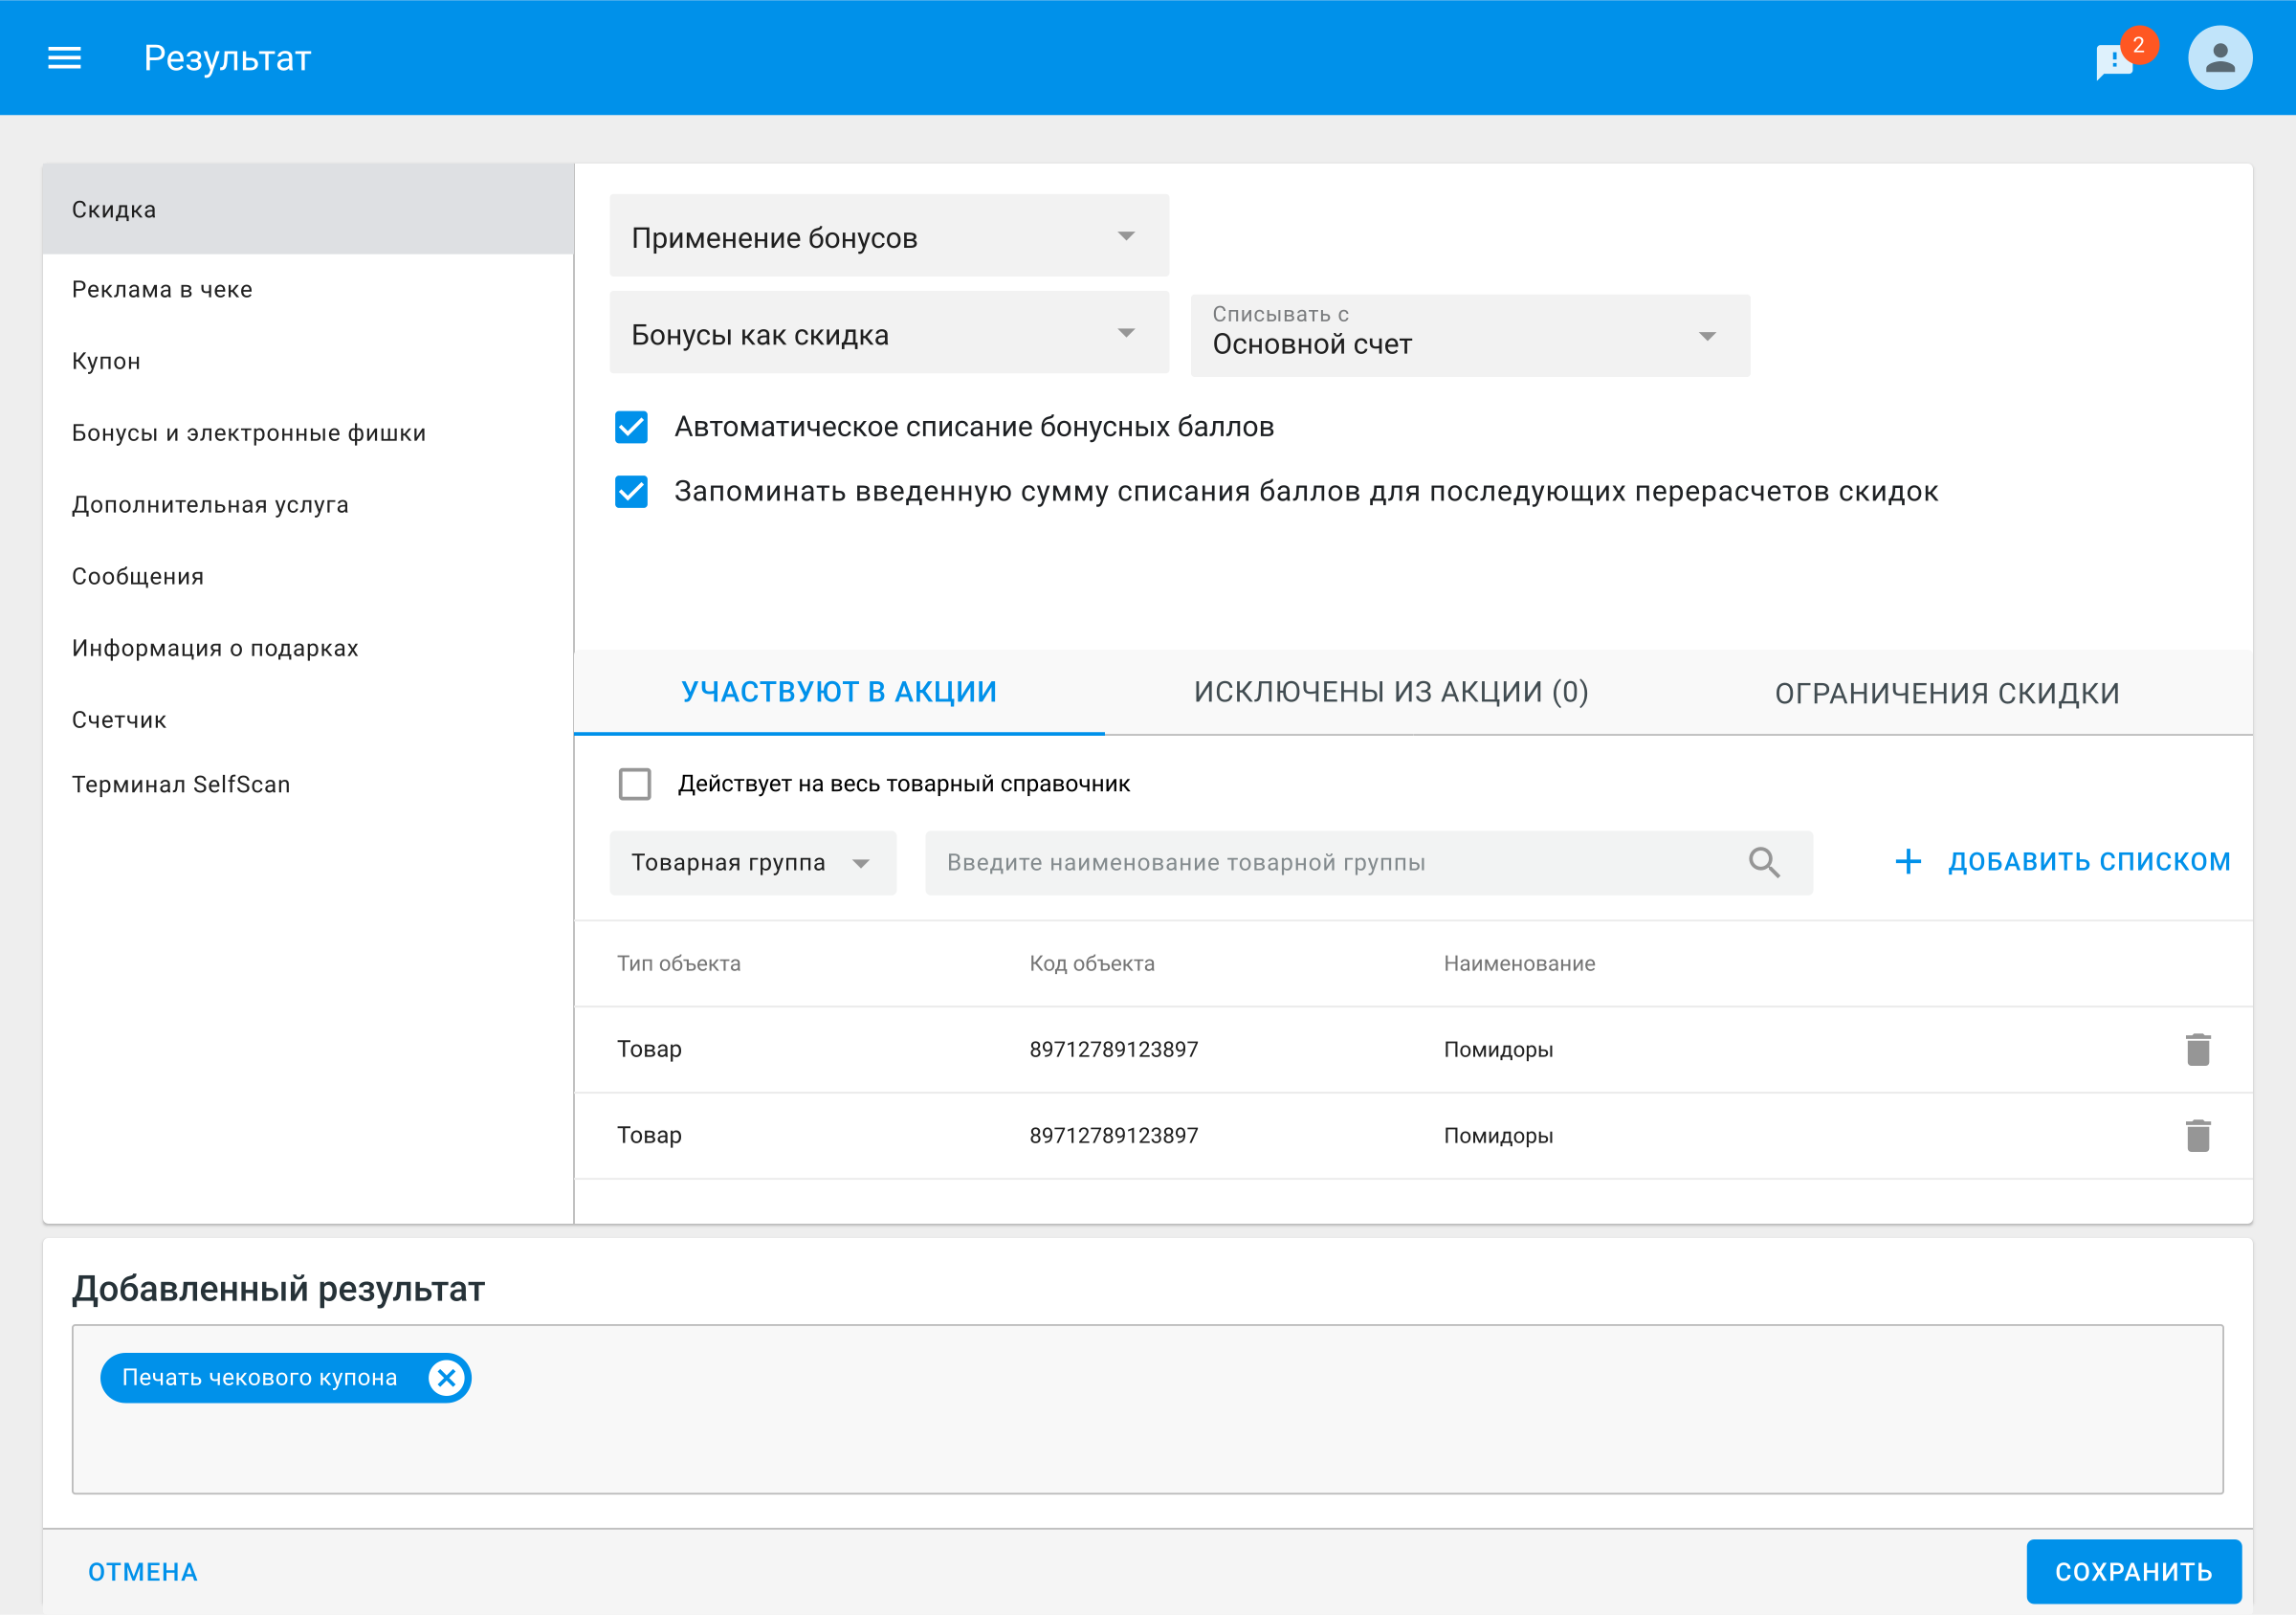 Результат
2
Скидка
Реклама в чеке
Купон
Бонусы и электронные фишки
Дополнительная услуга
Сообщения
Информация о подарках
Счетчик
Терминал SelfScan
Применение бонусов
Бонусы как скидка
Списывать с
Основной счет
Автоматическое списание бонусных баллов
Запоминать введенную сумму списания баллов для последующих перерасчетов скидок
УЧАСТВУЮТ В АКЦИИ
ИСКЛЮЧЕНЫ ИЗ АКЦИИ (0)
ОГРАНИЧЕНИЯ СКИДКИ
Действует на весь товарный справочник
Товарная группа
Введите наименование товарной группы
ДОБАВИТЬ СПИСКОМ
Тип объекта Код объекта Наименование
Товар 89712789123897 Помидоры
Товар 89712789123897 Помидоры
Добавленный результат
Печать чекового купона
ОТМЕНА
СОХРАНИТЬ